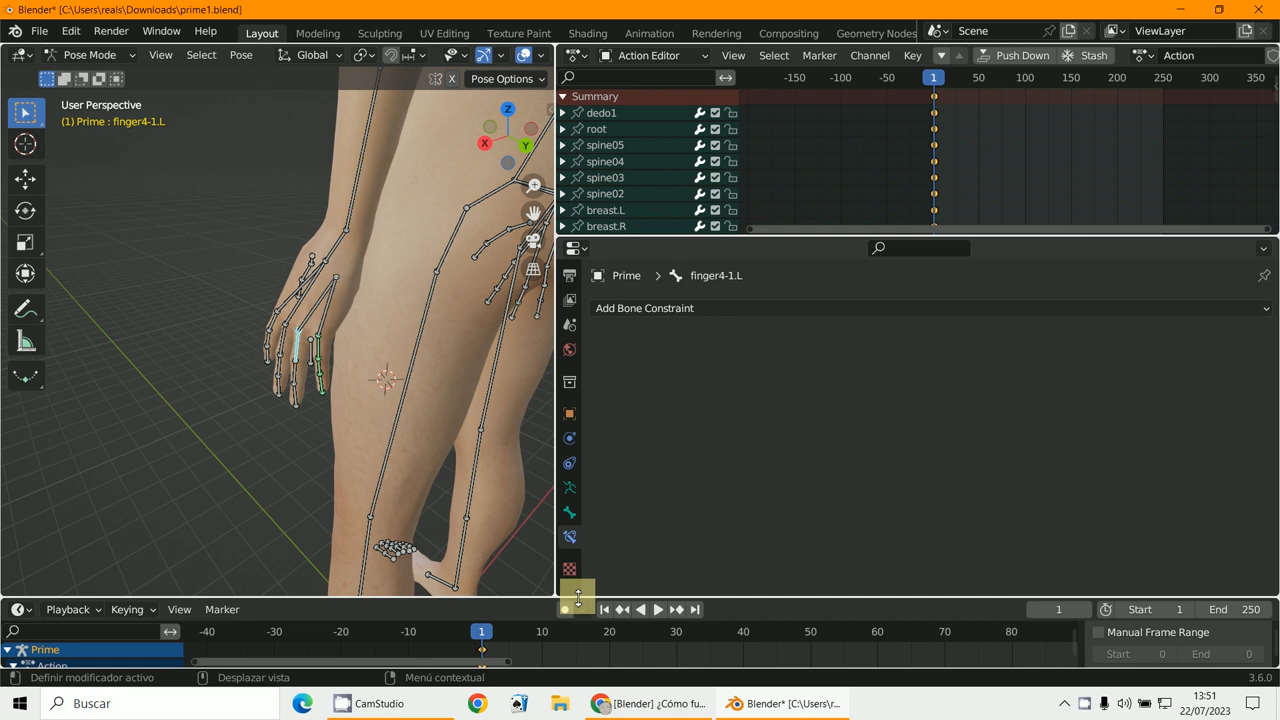 Blender* [C:\Users\reals\Downloads\prime1.blend]
File Edit Render Window Help Layout Modeling Sculpting UV Editing Texture Paint Shading Animation Rendering Compositing Geometry Nodes Scene ViewLayer
Pose Mode View Select Pose Global
Action Editor View Select Marker Channel Key Push Down Stash Action
X Pose Options
-150 -100 -50 1 50 100 150 200 250 300 350
User Perspective
(1) Prime : finger4-1.L
Z
X
Y
Summary
dedo1
root
spine05
spine04
spine03
spine02
breast.L
breast.R
Prime finger4-1.L
Add Bone Constraint
Playback Keying View Marker
1 Start 1 End 250
-40 -30 -20 -10 1 10 20 30 40 50 60 70 80
Manual Frame Range
Start 0 End 0
Prime
Action
Definir modificador activo Desplazar vista Menú contextual 3.6.0
Buscar CamStudio [Blender] ¿Cómo fu... Blender* [C:\Users\r...
13:51
22/07/2023